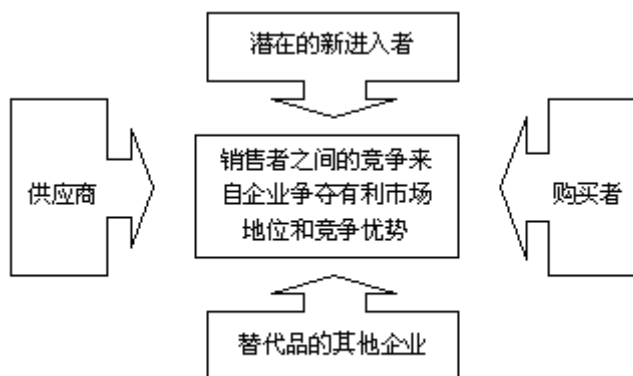 潜在的新进入者
销售者之间的竞争来
自企业争夺有利市场
地位和竞争优势
供应商
购买者
替代品的其他企业